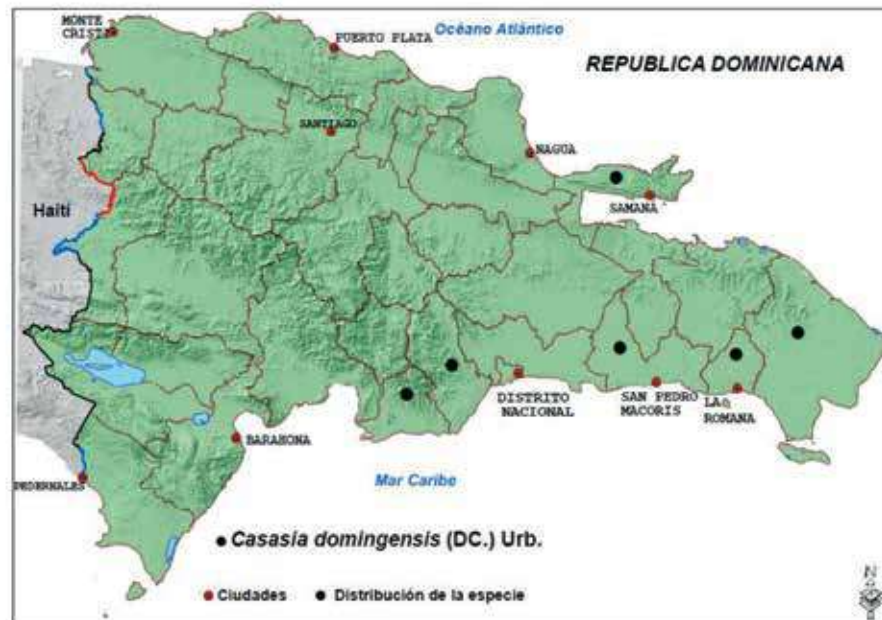 MONTE
CRISTI
PUERTO PLATA
Océano Atlántico
REPUBLICA DOMINICANA
SANTIAGO
NAGUA
SAMANA
Haití
DISTRITO
NACIONAL
SAN PEDRO
MACORIS
LA
ROMANA
BARAHONA
PEDERNALES
Mar Caribe
Casasia domingensis (DC.) Urb.
Ciudades
Distribución de la especie
N